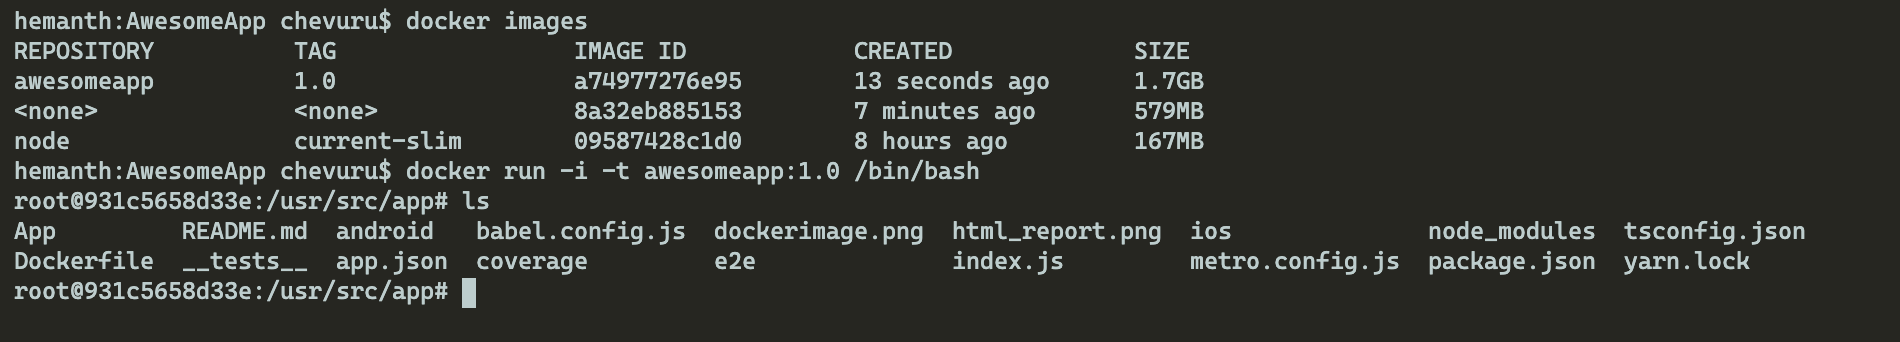 hemanth:AwesomeApp chevuru$ docker images
REPOSITORY          TAG                 IMAGE ID            CREATED             SIZE
awesomeapp          1.0                 a74977276e95        13 seconds ago      1.7GB
<none>              <none>              8a32eb885153        7 minutes ago       579MB
node                current-slim        09587428c1d0        8 hours ago         167MB
hemanth:AwesomeApp chevuru$ docker run -i -t awesomeapp:1.0 /bin/bash
root@931c5658d33e:/usr/src/app# ls
App         README.md  android   babel.config.js  dockerimage.png  html_report.png  ios              node_modules  tsconfig.json
Dockerfile  __tests__  app.json  coverage         e2e              index.js         metro.config.js  package.json  yarn.lock
root@931c5658d33e:/usr/src/app#